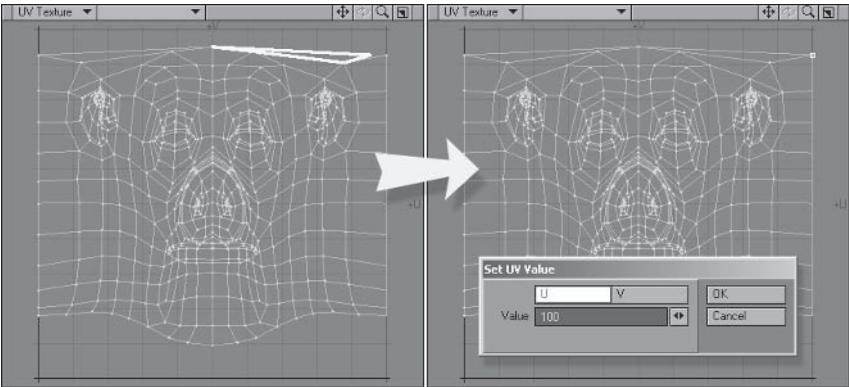 UV Texture
UV Texture
+V
+V
+U
+U
Set UV Value
U V
Value 100
OK
Cancel